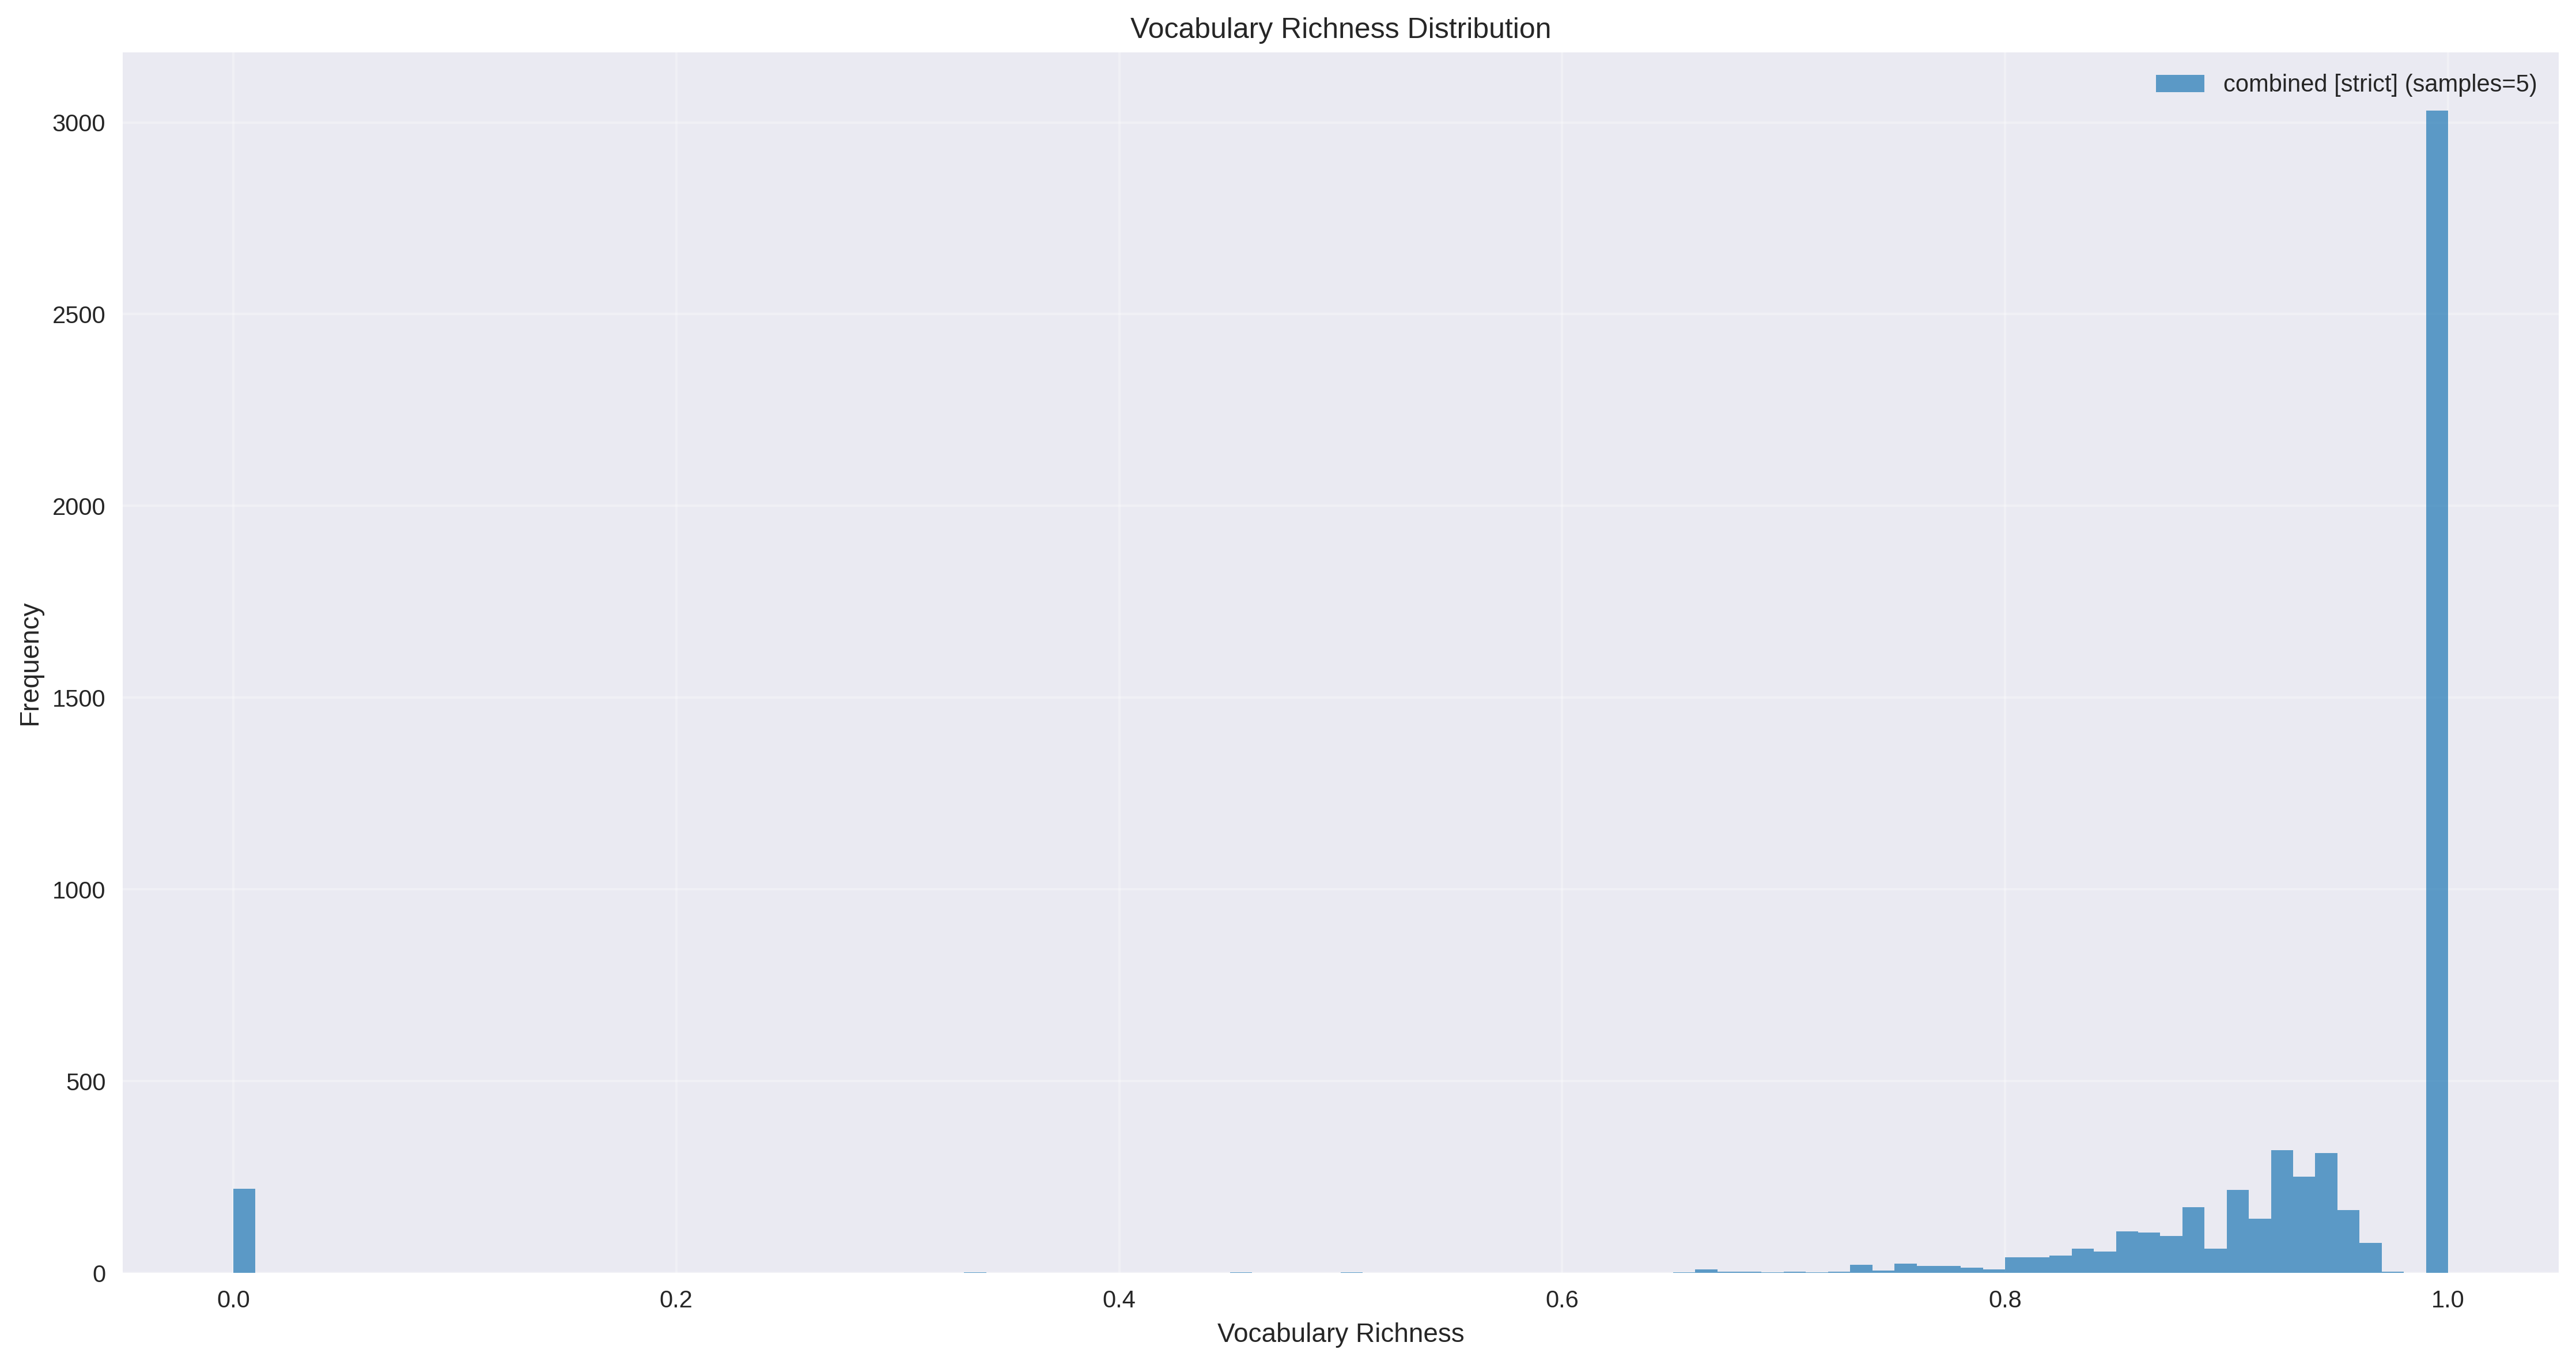 Vocabulary Richness Distribution
combined [strict] (samples=5)
3000
2500
2000
1500
1000
500
0
Frequency
0.0 0.2 0.4 0.6 0.8 1.0
Vocabulary Richness